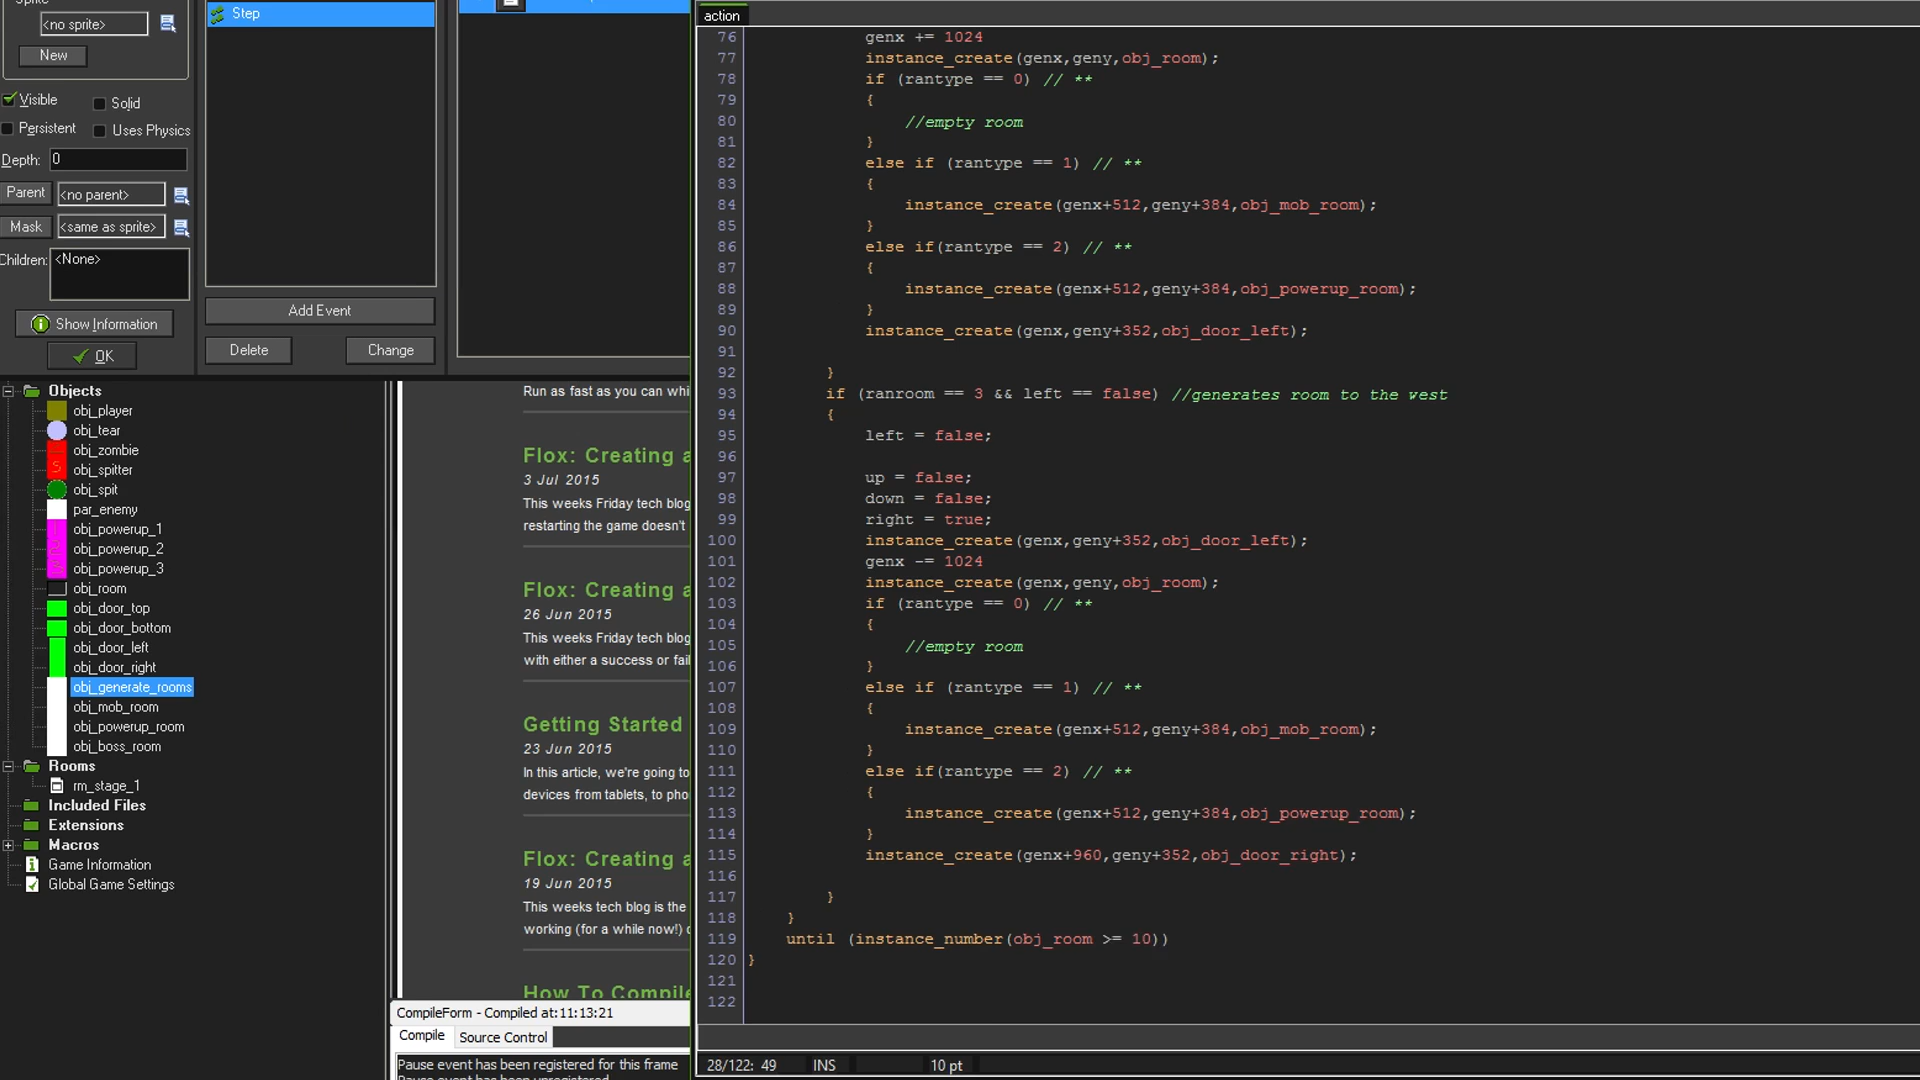 <no sprite>
New
Visible
Solid
Persistent
Uses Physics
Depth: 0
Parent <no parent>
Mask <same as sprite>
Children: <None>
Show Information
OK
Step
Add Event
Delete
Change
Objects
obj_player
obj_tear
obj_zombie
obj_spitter
obj_spit
par_enemy
obj_powerup_1
obj_powerup_2
obj_powerup_3
obj_room
obj_door_top
obj_door_bottom
obj_door_left
obj_door_right
obj_generate_rooms
obj_mob_room
obj_powerup_room
obj_boss_room
Rooms
rm_stage_1
Included Files
Extensions
Macros
Game Information
Global Game Settings
Run as fast as you can whi
Flox: Creating a
3 Jul 2015
This weeks Friday tech blog
restarting the game doesn't
Flox: Creating a
26 Jun 2015
This weeks Friday tech blog
with either a success or fail
Getting Started
23 Jun 2015
In this article, we're going to
devices from tablets, to pho
Flox: Creating a
19 Jun 2015
This weeks tech blog is the
working (for a while now!)
How To Compile
CompileForm - Compiled at:11:13:21
Compile
Source Control
Pause event has been registered for this frame
Pause event has been unregistered
action
76 genx += 1024
77 instance_create(genx,geny,obj_room);
78 if (rantype == 0) // **
79 {
80 //empty room
81 }
82 else if (rantype == 1) // **
83 {
84 instance_create(genx+512,geny+384,obj_mob_room);
85 }
86 else if(rantype == 2) // **
87 {
88 instance_create(genx+512,geny+384,obj_powerup_room);
89 }
90 instance_create(genx,geny+352,obj_door_left);
91
92 }
93 if (ranroom == 3 && left == false) //generates room to the west
94 {
95 left = false;
96
97 up = false;
98 down = false;
99 right = true;
100 instance_create(genx,geny+352,obj_door_left);
101 genx -= 1024
102 instance_create(genx,geny,obj_room);
103 if (rantype == 0) // **
104 {
105 //empty room
106 }
107 else if (rantype == 1) // **
108 {
109 instance_create(genx+512,geny+384,obj_mob_room);
110 }
111 else if(rantype == 2) // **
112 {
113 instance_create(genx+512,geny+384,obj_powerup_room);
114 }
115 instance_create(genx+960,geny+352,obj_door_right);
116
117 }
118 }
119 until (instance_number(obj_room >= 10))
120 }
121
122
28/122: 49 INS 10 pt